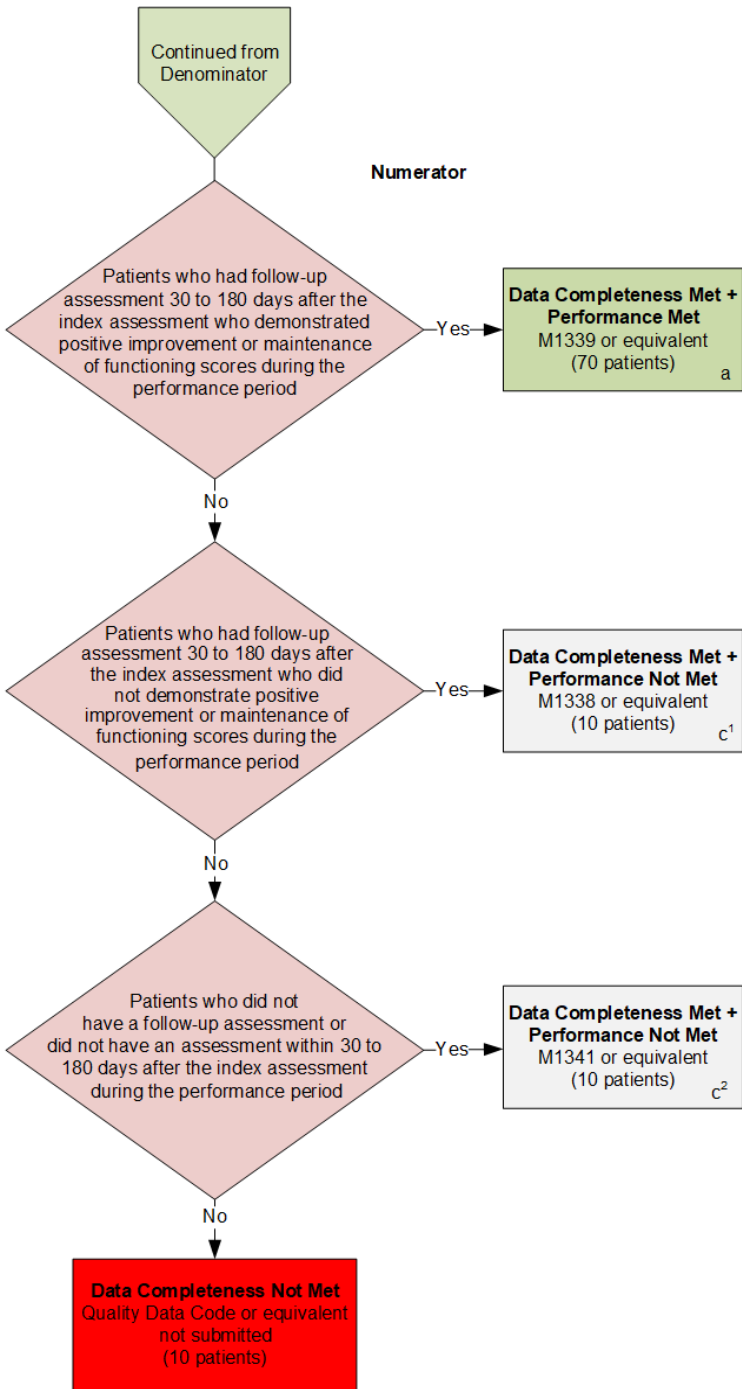 Continued from
Denominator
Numerator
Patients who had follow-up
assessment 30 to 180 days after the
index assessment who demonstrated
positive improvement or maintenance
of functioning scores during the
performance period
Yes
Data Completeness Met +
Performance Met
M1339 or equivalent
(70 patients)
a
No
Patients who had follow-up
assessment 30 to 180 days after
the index assessment who did
not demonstrate positive
improvement or maintenance of
functioning scores during the
performance period
Yes
Data Completeness Met +
Performance Not Met
M1338 or equivalent
(10 patients)
c¹
No
Patients who did not
have a follow-up assessment or
did not have an assessment within 30 to
180 days after the index assessment
during the performance period
Yes
Data Completeness Met +
Performance Not Met
M1341 or equivalent
(10 patients)
c²
No
Data Completeness Not Met
Quality Data Code or equivalent
not submitted
(10 patients)